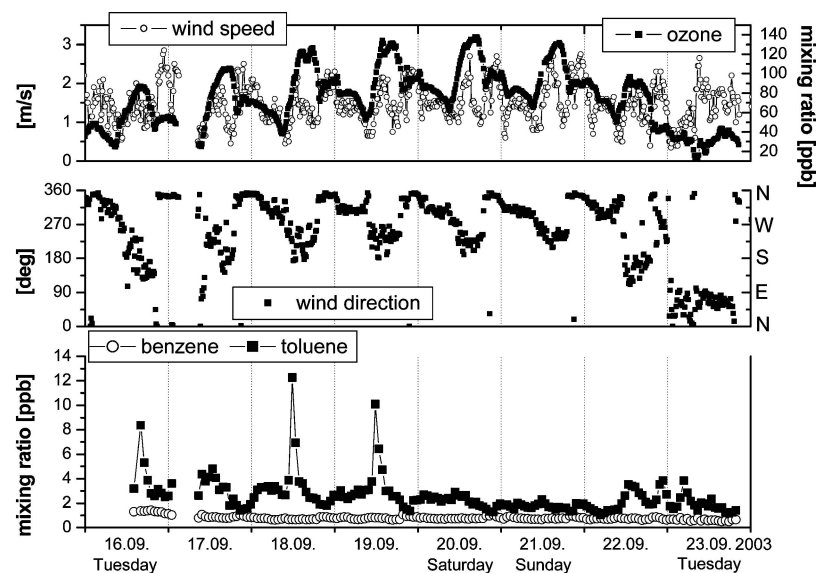 wind speed
ozone
3
2
1
0
[m/s]
140
120
100
80
60
40
20
mixing ratio [ppb]
360
270
180
90
0
[deg]
N
W
S
E
N
wind direction
benzene toluene
14
12
10
8
6
4
2
0
mixing ratio [ppb]
16.09. 17.09. 18.09. 19.09. 20.09. 21.09. 22.09. 23.09. 2003
Tuesday Saturday Sunday Tuesday